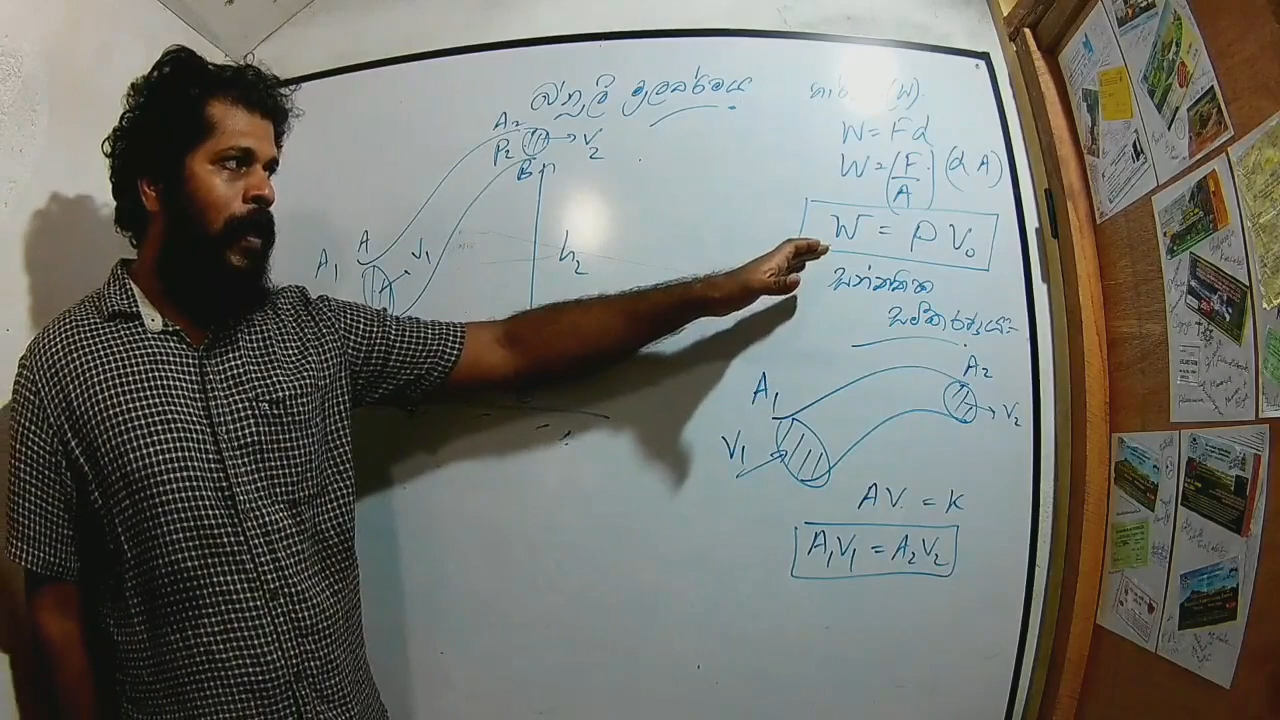 බ'නුලි මූලධර්මය
A₂
P₂
V₂
B
h₂
A₁
A
V₁
A
(W).
W = Fd
W = (F/A) (d A)
W = P V₀
සන්තතික
සමීකරණය:-
A₁
A₂
V₁
V₂
AV = K
A₁V₁ = A₂V₂